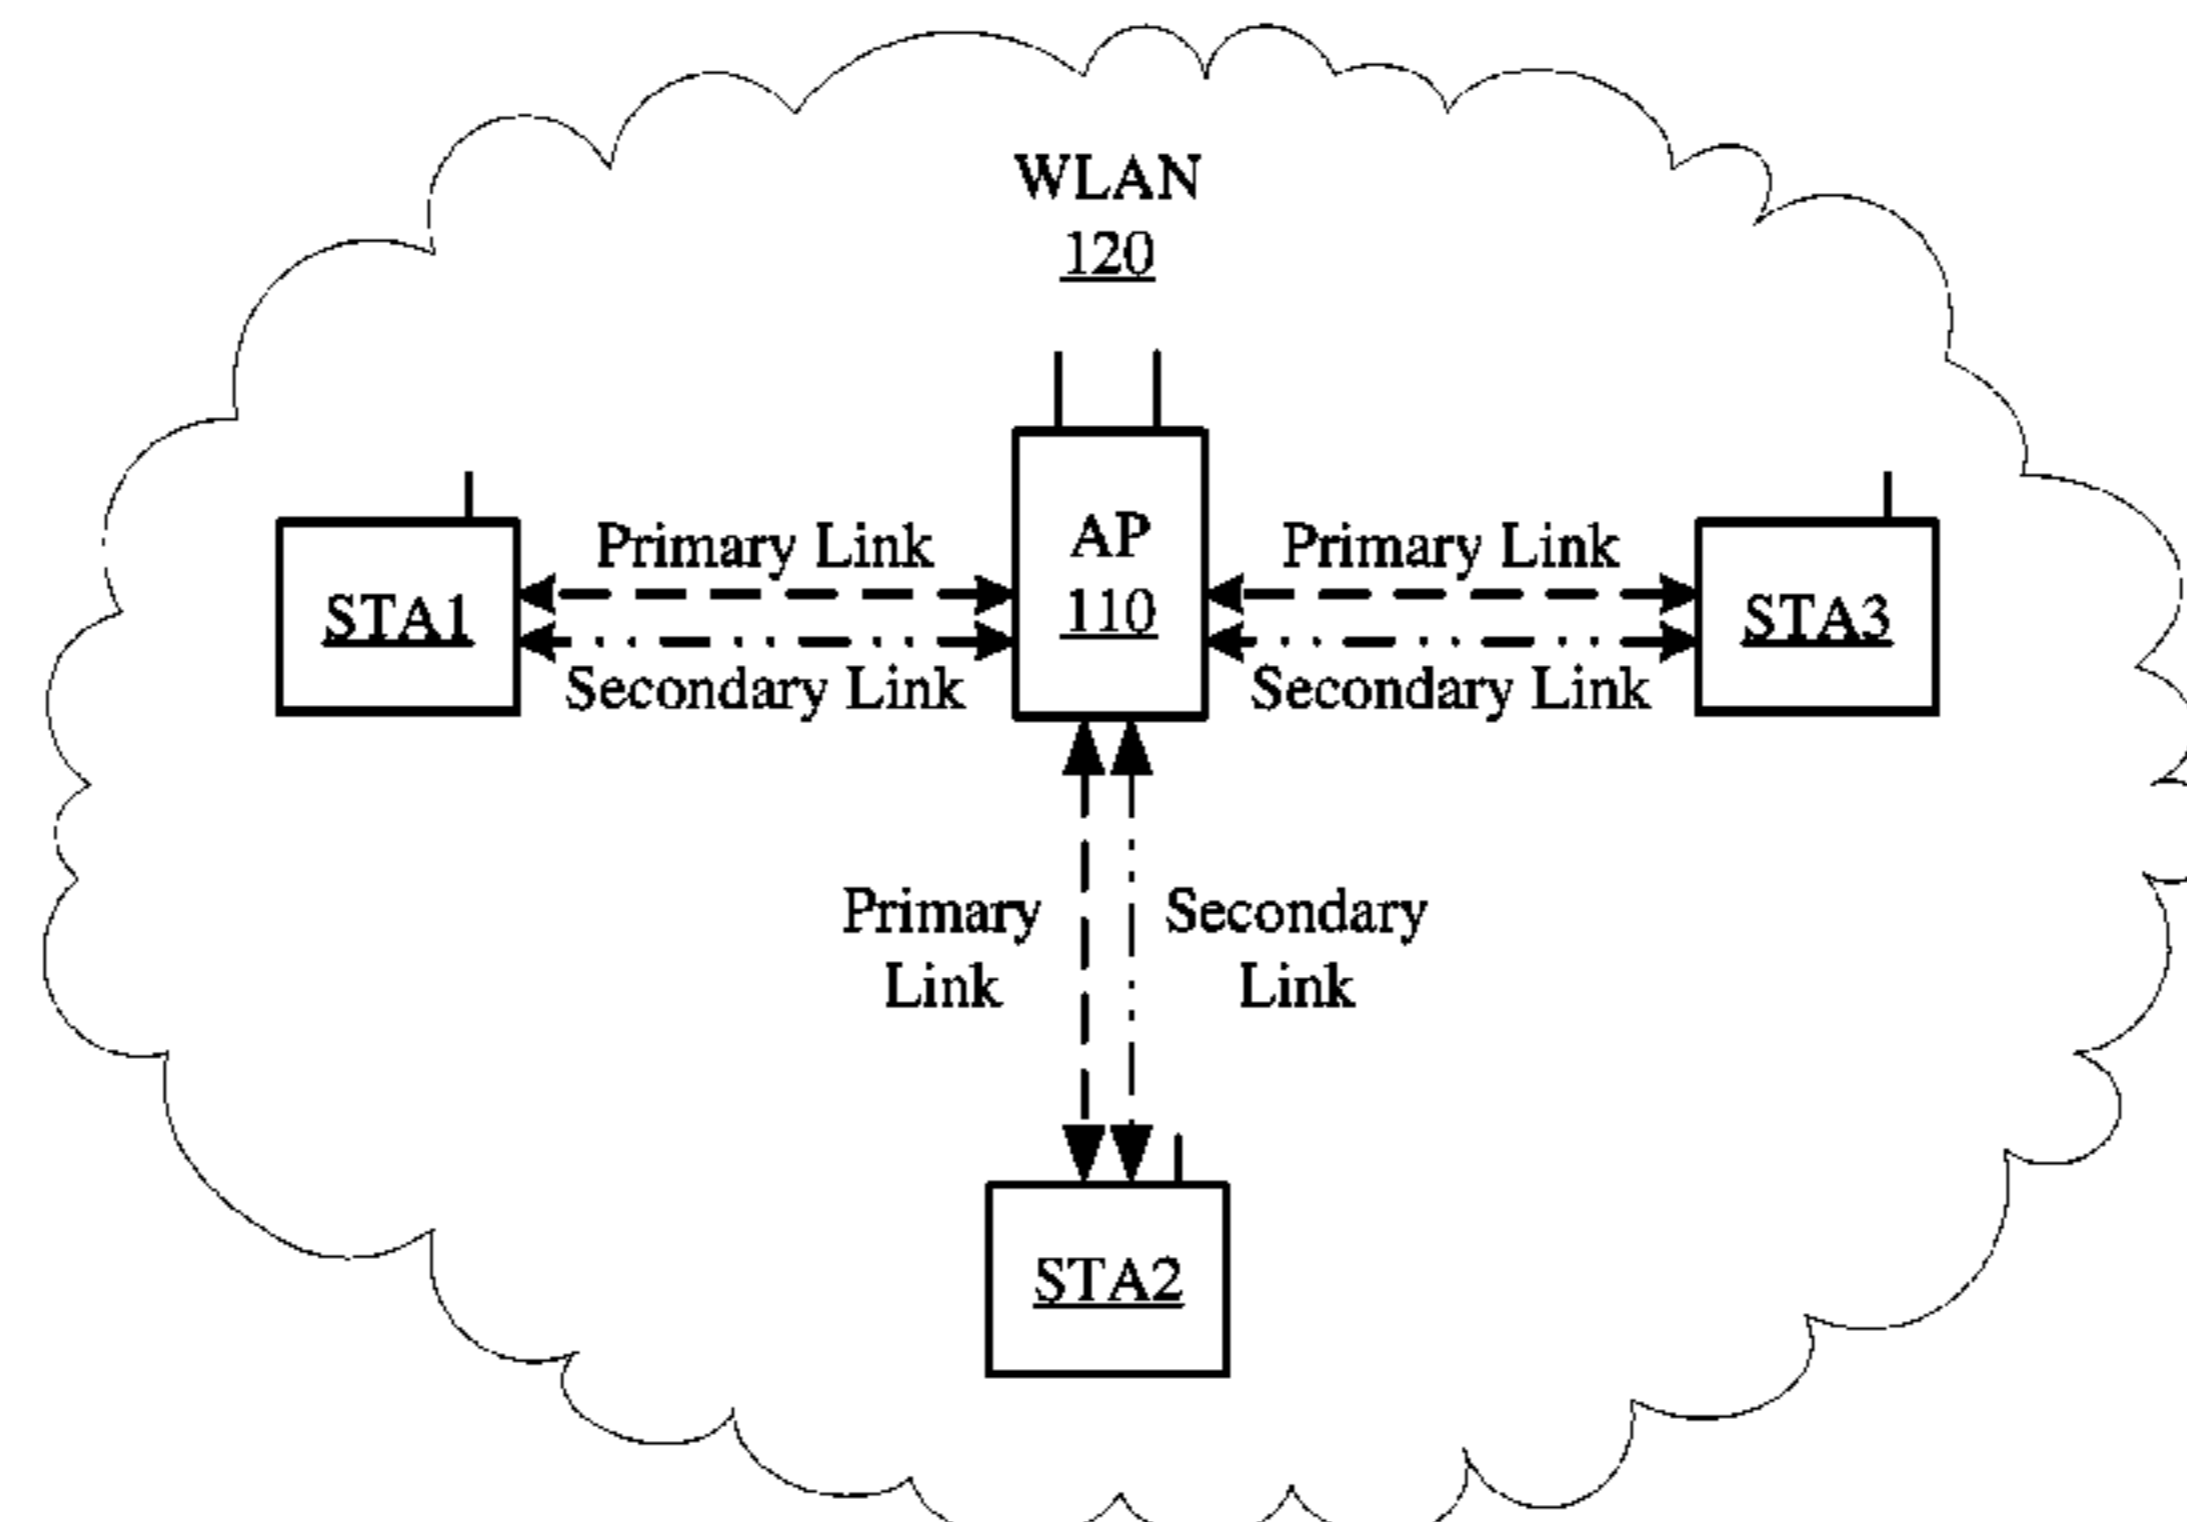 WLAN
120
Primary Link
AP
Primary Link
STA1
110
STA3
Secondary Link
Secondary Link
Primary
Link
Secondary
Link
STA2